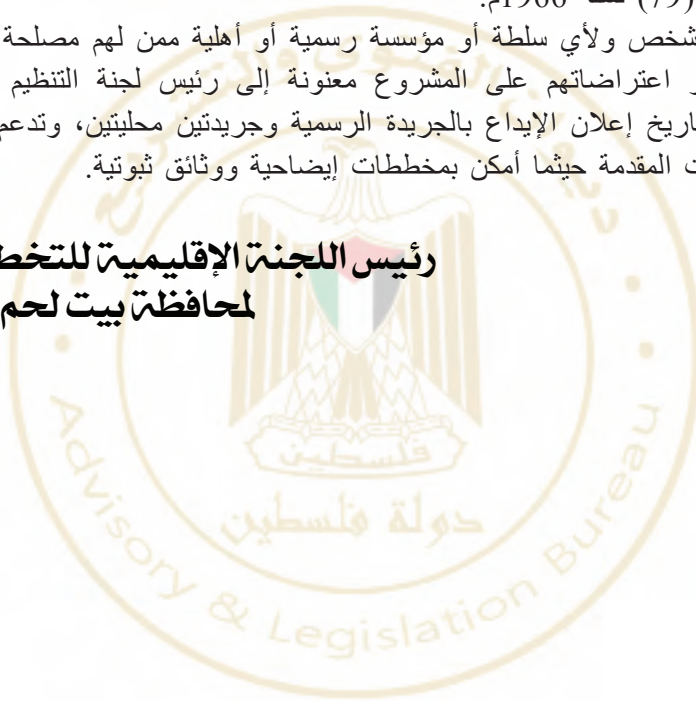 (79) لسنة 1966م.
شخص ولأي سلطة أو مؤسسة رسمية أو أهلية ممن لهم مصلحة
اعتراضاتهم على المشروع معنونة إلى رئيس لجنة التنظيم
تاريخ إعلان الإيداع بالجريدة الرسمية وجريدتين محليتين، وتدعم
المقدمة حيثما أمكن بمخططات إيضاحية ووثائق ثبوتية.
رئيس اللجنة الإقليمية
لمحافظة بيت لحم
فلسطين
دولة فلسطين
Advisory & Legislation Bureau